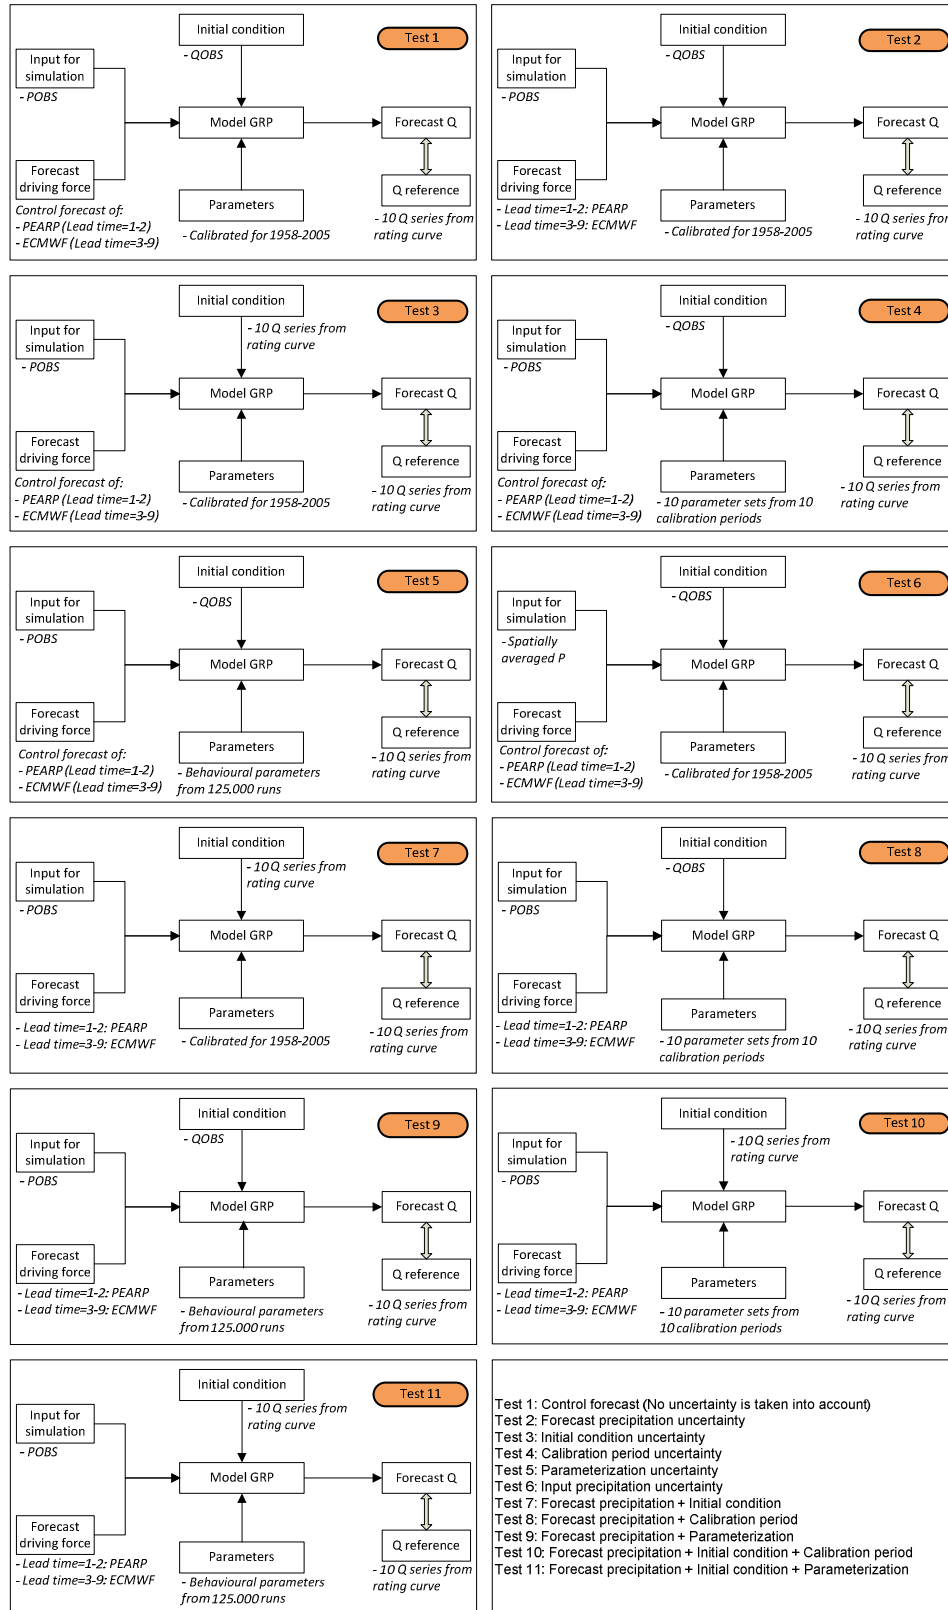 Test 1
Initial condition
- QOBS
Input for
simulation
- POBS
Model GRP
Forecast Q
Forecast
driving force
Control forecast of:
- PEARP (Lead time=1-2)
- ECMWF (Lead time=3-9)
Parameters
- Calibrated for 1958-2005
Q reference
- 10 Q series from
rating curve
Test 2
Initial condition
- QOBS
Input for
simulation
- POBS
Model GRP
Forecast Q
Forecast
driving force
- Lead time=1-2: PEARP
- Lead time=3-9: ECMWF
Parameters
- Calibrated for 1958-2005
Q reference
- 10 Q series from
rating curve
Test 3
Initial condition
- 10 Q series from
rating curve
Input for
simulation
- POBS
Model GRP
Forecast Q
Forecast
driving force
Control forecast of:
- PEARP (Lead time=1-2)
- ECMWF (Lead time=3-9)
Parameters
- Calibrated for 1958-2005
Q reference
- 10 Q series from
rating curve
Test 4
Initial condition
- QOBS
Input for
simulation
- POBS
Model GRP
Forecast Q
Forecast
driving force
Control forecast of:
- PEARP (Lead time=1-2)
- ECMWF (Lead time=3-9)
Parameters
- 10 parameter sets from 10
calibration periods
Q reference
- 10 Q series from
rating curve
Test 5
Initial condition
- QOBS
Input for
simulation
- POBS
Model GRP
Forecast Q
Forecast
driving force
Control forecast of:
- PEARP (Lead time=1-2)
- ECMWF (Lead time=3-9)
Parameters
- Behavioural parameters
from 125.000 runs
Q reference
- 10 Q series from
rating curve
Test 6
Initial condition
- QOBS
Input for
simulation
- Spatially
averaged P
Model GRP
Forecast Q
Forecast
driving force
Control forecast of:
- PEARP (Lead time=1-2)
- ECMWF (Lead time=3-9)
Parameters
- Calibrated for 1958-2005
Q reference
- 10 Q series from
rating curve
Test 7
Initial condition
- 10 Q series from
rating curve
Input for
simulation
- POBS
Model GRP
Forecast Q
Forecast
driving force
- Lead time=1-2: PEARP
- Lead time=3-9: ECMWF
Parameters
- Calibrated for 1958-2005
Q reference
- 10 Q series from
rating curve
Test 8
Initial condition
- QOBS
Input for
simulation
- POBS
Model GRP
Forecast Q
Forecast
driving force
- Lead time=1-2: PEARP
- Lead time=3-9: ECMWF
Parameters
- 10 parameter sets from 10
calibration periods
Q reference
- 10 Q series from
rating curve
Test 9
Initial condition
- QOBS
Input for
simulation
- POBS
Model GRP
Forecast Q
Forecast
driving force
- Lead time=1-2: PEARP
- Lead time=3-9: ECMWF
Parameters
- Behavioural parameters
from 125.000 runs
Q reference
- 10 Q series from
rating curve
Test 10
Initial condition
- 10 Q series from
rating curve
Input for
simulation
- POBS
Model GRP
Forecast Q
Forecast
driving force
- Lead time=1-2: PEARP
- Lead time=3-9: ECMWF
Parameters
- 10 parameter sets from
10 calibration periods
Q reference
- 10 Q series from
rating curve
Test 11
Initial condition
- 10 Q series from
rating curve
Input for
simulation
- POBS
Model GRP
Forecast Q
Forecast
driving force
- Lead time=1-2: PEARP
- Lead time=3-9: ECMWF
Parameters
- Behavioural parameters
from 125.000 runs
Q reference
- 10 Q series from
rating curve
Test 1: Control forecast (No uncertainty is taken into account)
Test 2: Forecast precipitation uncertainty
Test 3: Initial condition uncertainty
Test 4: Calibration period uncertainty
Test 5: Parameterization uncertainty
Test 6: Input precipitation uncertainty
Test 7: Forecast precipitation + Initial condition
Test 8: Forecast precipitation + Calibration period
Test 9: Forecast precipitation + Parameterization
Test 10: Forecast precipitation + Initial condition + Calibration period
Test 11: Forecast precipitation + Initial condition + Parameterization